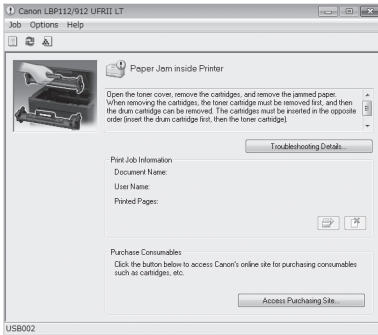 Canon LBP112/912 UFRII LT
Job Options Help
Paper Jam inside Printer
Open the toner cover, remove the cartridges, and remove the jammed paper.
When removing the cartridges, the toner cartridge must be removed first, and then
the drum cartridge can be removed. The cartridges must be inserted in the opposite
order (insert the drum cartridge first, then the toner cartridge).
Troubleshooting Details...
Print Job Information
Document Name:
User Name:
Printed Pages:
Purchase Consumables
Click the button below to access Canon's online site for purchasing consumables
such as cartridges, etc.
Access Purchasing Site...
USB002